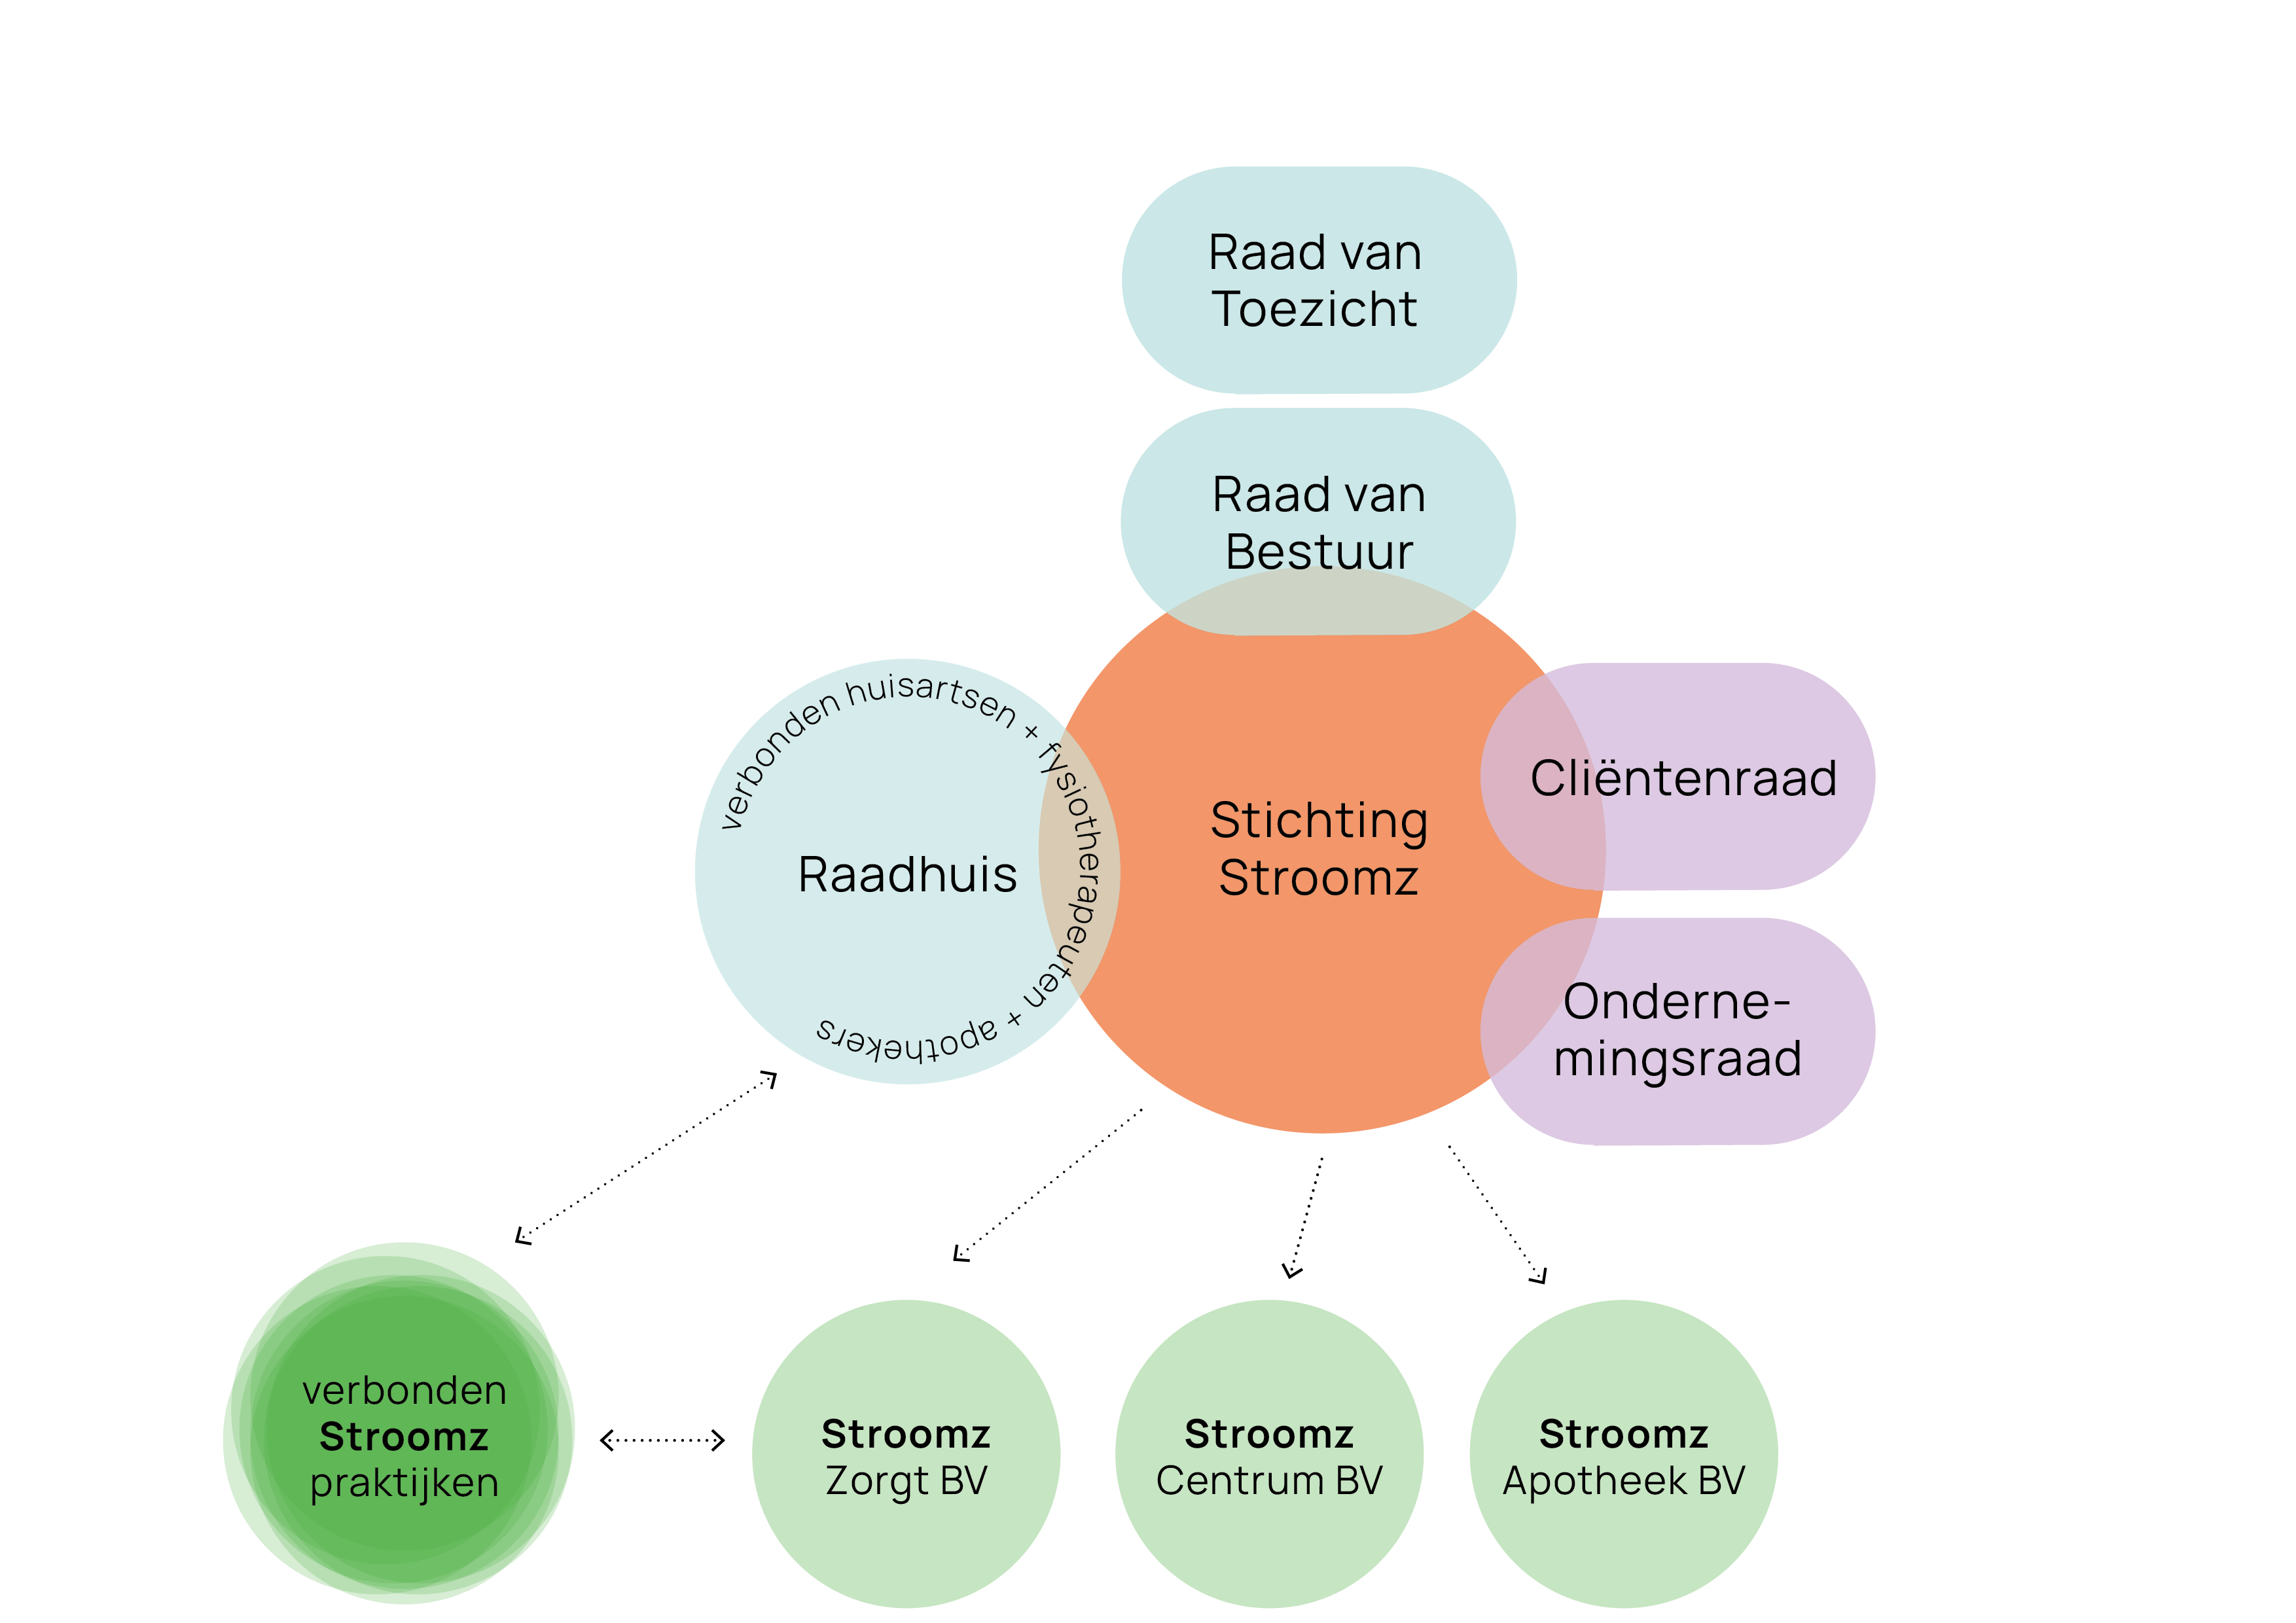 Raad van
Toezicht
Raad van
Bestuur
verbonden huisartsen + fysiotherapeuten + apothekers
Raadhuis
Stichting
Stroomz
Cliëntenraad
Onderne-
mingsraad
verbonden
Stroomz
praktijken
Stroomz
Zorgt BV
Stroomz
Centrum BV
Stroomz
Apotheek BV